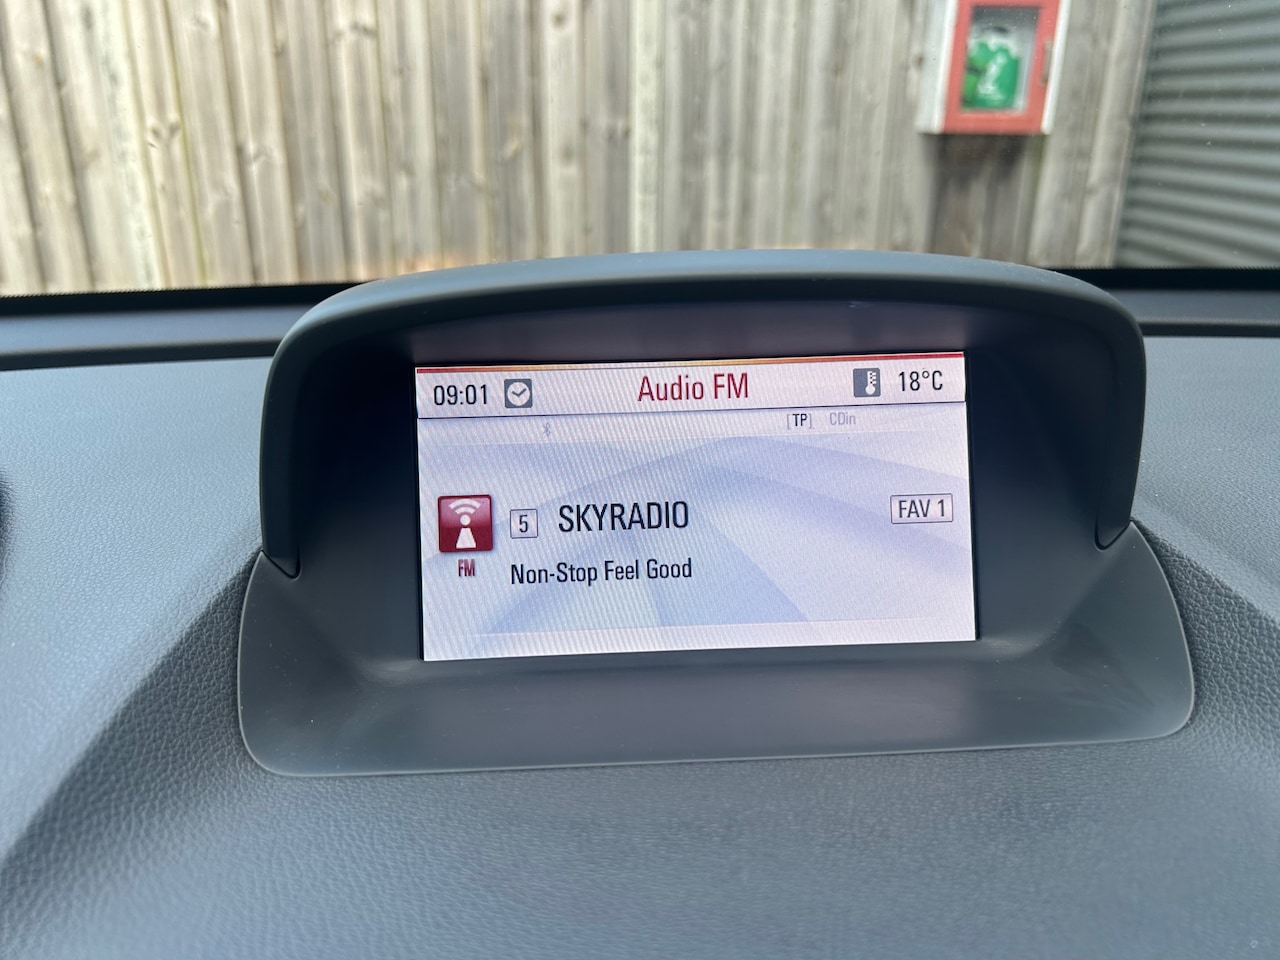 09:01 Audio FM 18°C
[TP] CDin
5 SKYRADIO FAV 1
FM
Non-Stop Feel Good